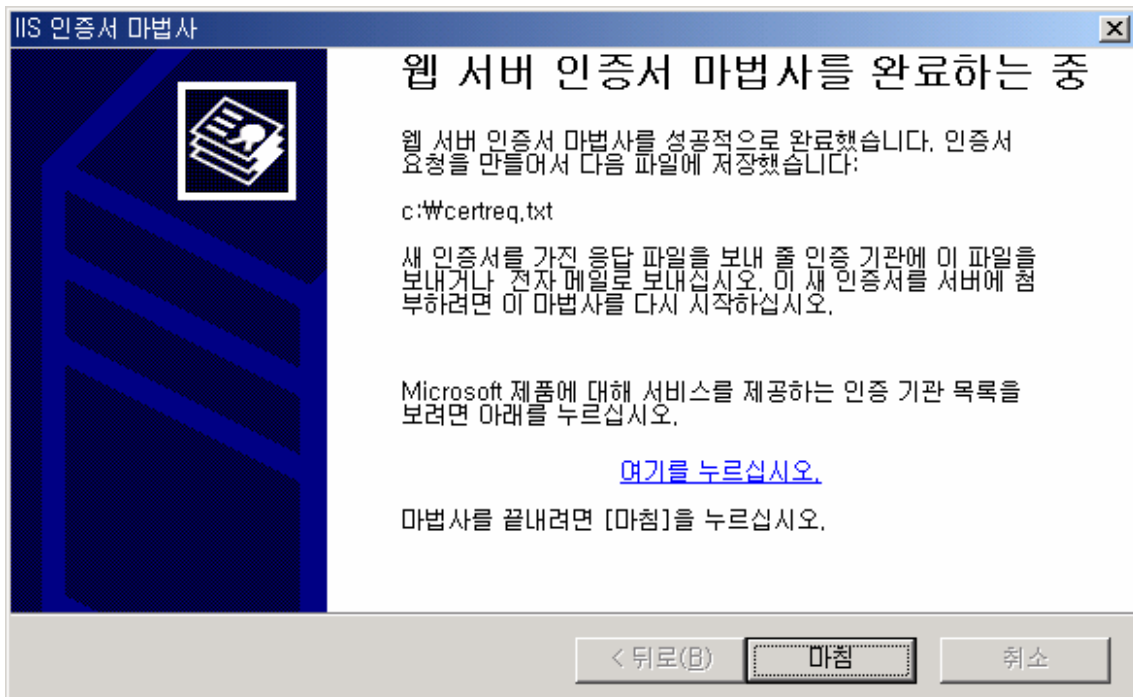 IIS 인증서 마법사
웹 서버 인증서 마법사를 완료하는 중
웹 서버 인증서 마법사를 성공적으로 완료했습니다. 인증서
요청을 만들어서 다음 파일에 저장했습니다:
c:₩certreq.txt
새 인증서를 가진 응답 파일을 보내 줄 인증 기관에 이 파일을
보내거나  전자 메일로 보내십시오. 이 새 인증서를 서버에 첨
부하려면 이 마법사를 다시 시작하십시오.
Microsoft 제품에 대해 서비스를 제공하는 인증 기관 목록을
보려면 아래를 누르십시오.
여기를 누르십시오.
마법사를 끝내려면 [마침]을 누르십시오.
< 뒤로(B) 마침 취소